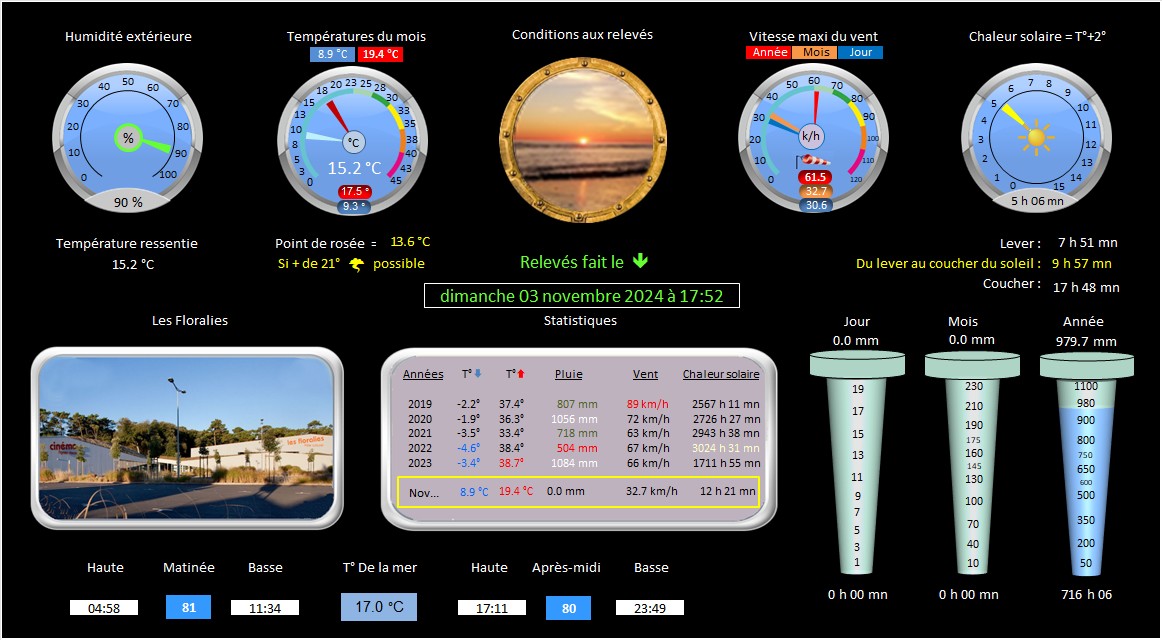 Humidité extérieure
Températures du mois
Conditions aux relevés
Vitesse maxi du vent
Chaleur solaire = T°+2°
8.9 °C 19.4 °C
Année Mois Jour
0 10 20 30 40 50 60 70 80 90 100
%
90 %
0 3 5 8 10 13 15 18 20 23 25 28 30 33 35 38 40 43 45
°C
15.2 °C
17.5 °
9.3 °
0 10 20 30 40 50 60 70 80 90 100 110 120
k/h
61.5
32.7
30.6
0 1 2 3 4 5 6 7 8 9 10 11 12 13 14 15
5 h 06 mn
Température ressentie
15.2 °C
Point de rosée = 13.6 °C
Si + de 21° possible
Relevés fait le
dimanche 03 novembre 2024 à 17:52
Lever : 7 h 51 mn
Du lever au coucher du soleil : 9 h 57 mn
Coucher : 17 h 48 mn
Les Floralies
cinéma
les floralies
Statistiques
Années T° T° Pluie Vent Chaleur solaire
2019 -2.2° 37.4° 807 mm 89 km/h 2567 h 11 mn
2020 -1.9° 36.3° 1056 mm 72 km/h 2726 h 27 mn
2021 -3.5° 33.4° 718 mm 63 km/h 2943 h 38 mn
2022 -4.6° 38.4° 504 mm 67 km/h 3024 h 31 mn
2023 -3.4° 38.7° 1084 mm 66 km/h 1711 h 55 mn
Nov... 8.9 °C 19.4 °C 0.0 mm 32.7 km/h 12 h 21 mn
Jour
0.0 mm
19
17
15
13
11
9
7
5
3
1
0 h 00 mn
Mois
0.0 mm
230
210
190
175
160
145
130
100
70
40
10
0 h 00 mn
Année
979.7 mm
1100
980
900
800
750
650
600
500
350
200
50
716 h 06
Haute Matinée Basse
04:58 81 11:34
T° De la mer
17.0 °C
Haute Après-midi Basse
17:11 80 23:49